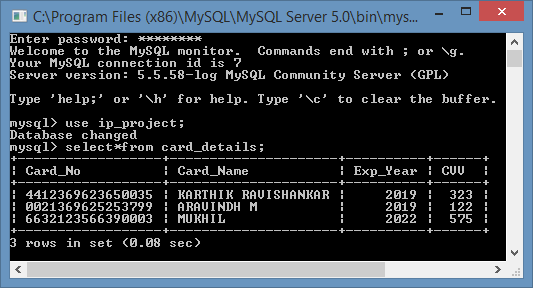 C:\Program Files (x86)\MySQL\MySQL Server 5.0\bin\mys...
Enter password: ********
Welcome to the MySQL monitor.  Commands end with ; or \g.
Your MySQL connection id is 7
Server version: 5.5.58-log MySQL Community Server (GPL)
Type 'help;' or '\h' for help. Type '\c' to clear the buffer.
mysql> use ip_project;
Database changed
mysql> select*from card_details;
+------------------+---------------------+----------+------+
| Card_No          | Card_Name           | Exp_Year | CVV  |
+------------------+---------------------+----------+------+
| 4412369623650035 | KARTHIK RAVISHANKAR |     2019 |  323 |
| 0021369625253799 | ARAVINDH M          |     2019 |  122 |
| 6632123566390003 | MUKHIL              |     2022 |  575 |
+------------------+---------------------+----------+------+
3 rows in set (0.08 sec)